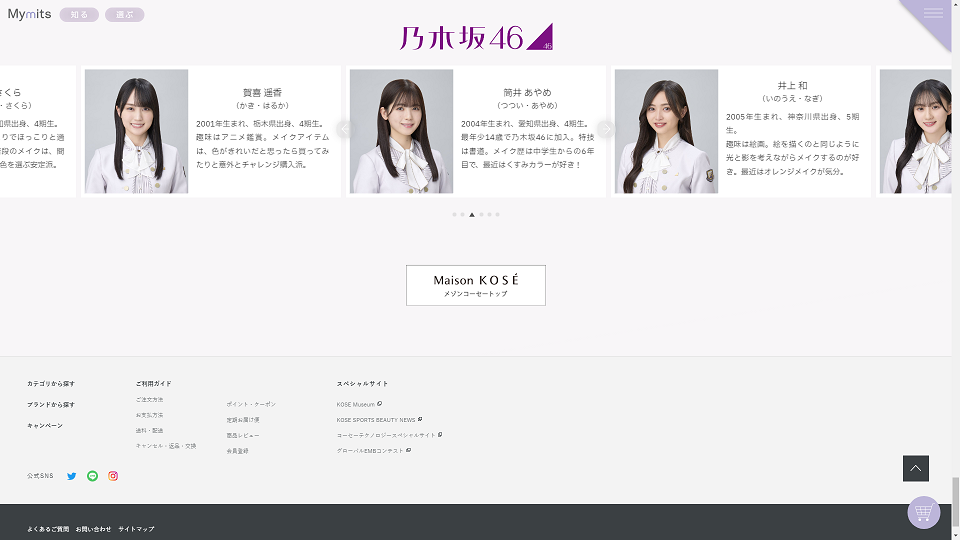 Mymits
知る
選ぶ
乃木坂46
46
さくら
・さくら）
知県出身、4期生。
賀喜 遥香
（かき・はるか）
2001年生まれ、栃木県出身、4期生。
趣味はアニメ鑑賞。メイクアイテム
は、色がきれいだと思ったら買ってみ
たりと意外とチャレンジ購入派。
筒井 あやめ
（つつい・あやめ）
2004年生まれ、愛知県出身、4期生。
最年少14歳で乃木坂46に加入。特技
は書道。メイク歴は中学生からの6年
目で、最近はくすみカラーが好き！
井上 和
（いのうえ・なぎ）
2005年生まれ、神奈川県出身、5期
生。
趣味は絵画。絵を描くのと同じように
光と影を考えながらメイクするのが好
き。最近はオレンジメイクが気分。
りでほっこりと過
段のメイクは、間
色を選ぶ安定派。
Maison KOSÉ
メゾンコーセートップ
カテゴリから探す
ブランドから探す
キャンペーン
ご利用ガイド
ご注文方法
お支払方法
送料・配送
キャンセル・返品・交換
ポイント・クーポン
定期お届け便
商品レビュー
会員登録
スペシャルサイト
KOSE Museum
KOSE SPORTS BEAUTY NEWS
コーセーテクノロジースペシャルサイト
グローバルEMBコンテスト
公式SNS
よくあるご質問
お問い合わせ
サイトマップ